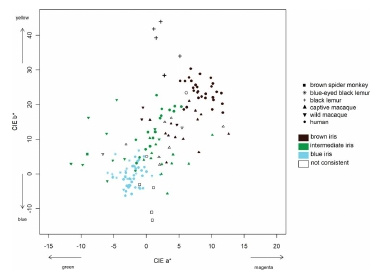 yellow
40
30
20
10
0
-10
blue
CIE b*
-15
-10
-5
0
5
10
15
20
green
CIE a*
magenta
brown spider monkey
blue-eyed black lemur
black lemur
captive macaque
wild macaque
human
brown iris
intermediate iris
blue iris
not consistent